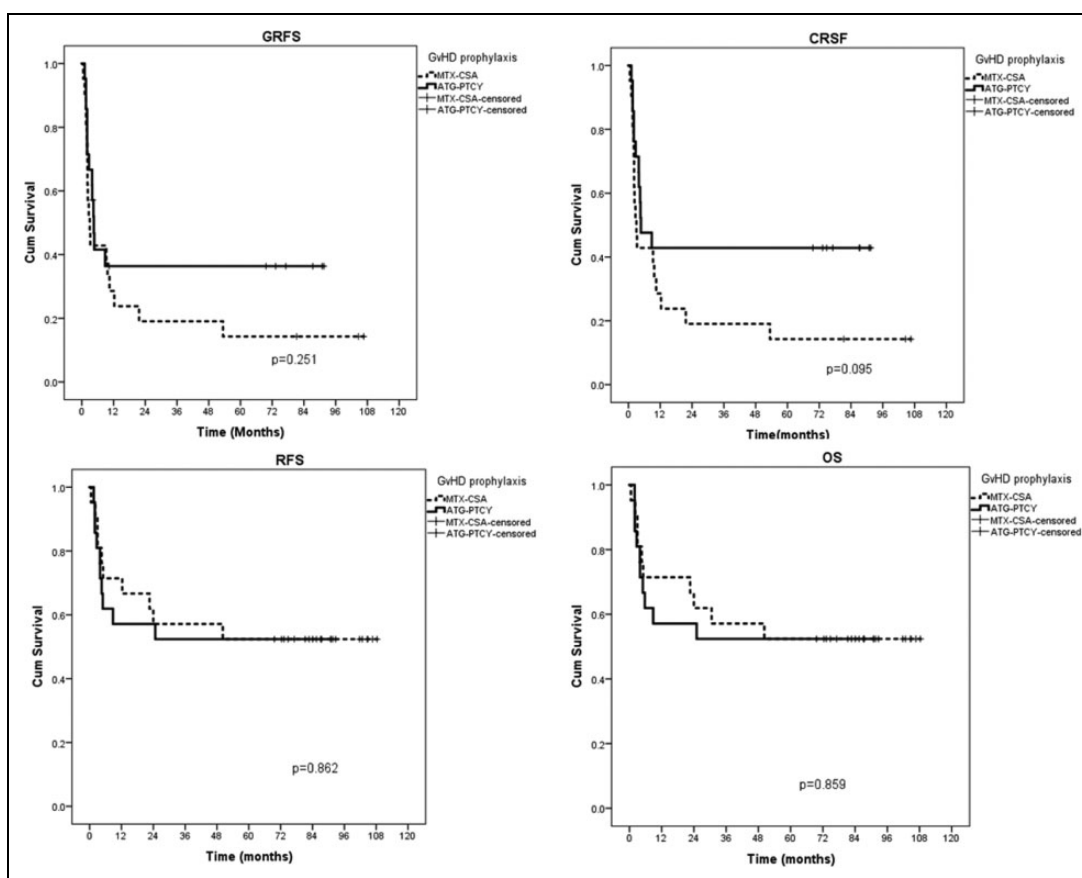 GRFS
GvHD prophylaxis
MTX-CSA
ATG-PTCY
MTX-CSA-censored
ATG-PTCY-censored
Cum Survival
1.0
0.8
0.6
0.4
0.2
0.0
p=0.251
0 12 24 36 48 60 72 84 96 108 120
Time (Months)
CRSF
GvHD prophylaxis
MTX-CSA
ATG-PTCY
MTX-CSA-censored
ATG-PTCY-censored
Cum Survival
1.0
0.8
0.6
0.4
0.2
0.0
p=0.095
0 12 24 36 48 60 72 84 96 108 120
Time(months)
RFS
GvHD prophylaxis
MTX-CSA
ATG-PTCY
MTX-CSA-censored
ATG-PTCY-censored
Cum Survival
1.0
0.8
0.6
0.4
0.2
0.0
p=0.862
0 12 24 36 48 60 72 84 96 108 120
Time (months)
OS
GvHD prophylaxis
MTX-CSA
ATG-PTCY
MTX-CSA-censored
ATG-PTCY-censored
Cum Survival
1.0
0.8
0.6
0.4
0.2
0.0
p=0.859
0 12 24 36 48 60 72 84 96 108 120
Time (months)